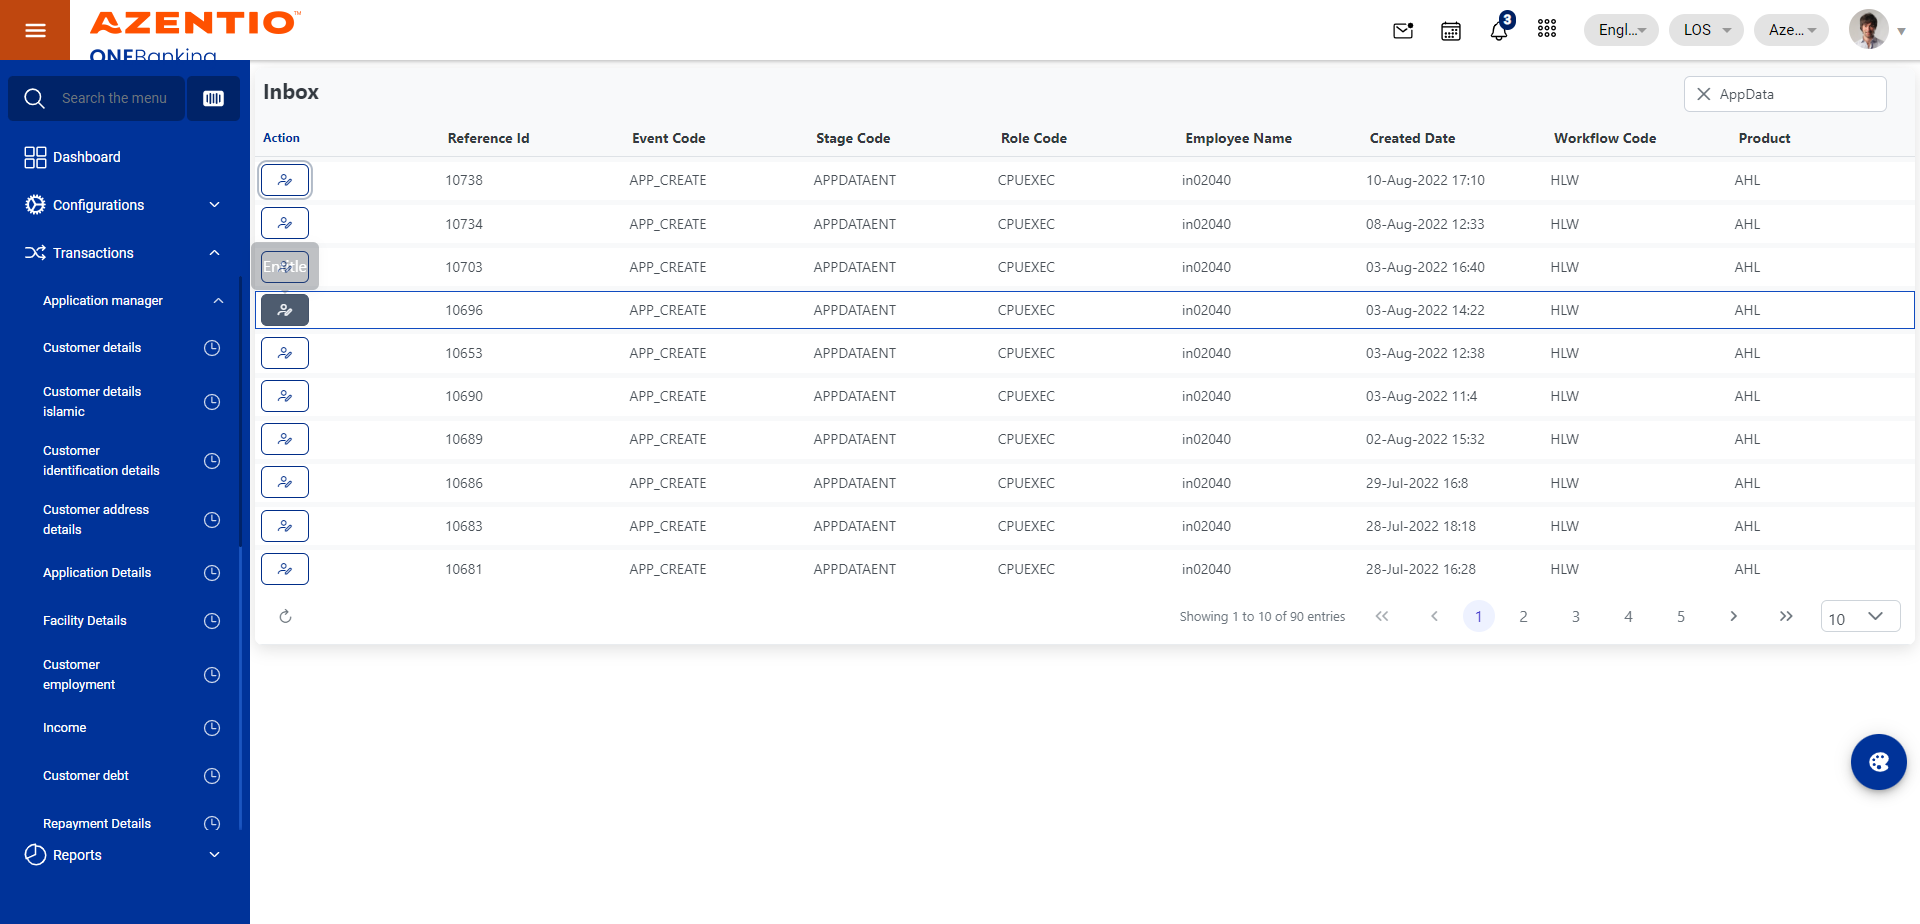 AZENTIO™
ONEBanking
3
Engl...
LOS
Aze...
Search the menu
Dashboard
Configurations
Transactions
Application manager
Customer details
Customer details
islamic
Customer
identification details
Customer address
details
Application Details
Facility Details
Customer
employment
Income
Customer debt
Repayment Details
Reports
Inbox
AppData
Action Reference Id Event Code Stage Code Role Code Employee Name Created Date Workflow Code Product
10738 APP_CREATE APPDATAENT CPUEXEC in02040 10-Aug-2022 17:10 HLW AHL
10734 APP_CREATE APPDATAENT CPUEXEC in02040 08-Aug-2022 12:33 HLW AHL
10703 APP_CREATE APPDATAENT CPUEXEC in02040 03-Aug-2022 16:40 HLW AHL
10696 APP_CREATE APPDATAENT CPUEXEC in02040 03-Aug-2022 14:22 HLW AHL
10653 APP_CREATE APPDATAENT CPUEXEC in02040 03-Aug-2022 12:38 HLW AHL
10690 APP_CREATE APPDATAENT CPUEXEC in02040 03-Aug-2022 11:4 HLW AHL
10689 APP_CREATE APPDATAENT CPUEXEC in02040 02-Aug-2022 15:32 HLW AHL
10686 APP_CREATE APPDATAENT CPUEXEC in02040 29-Jul-2022 16:8 HLW AHL
10683 APP_CREATE APPDATAENT CPUEXEC in02040 28-Jul-2022 18:18 HLW AHL
10681 APP_CREATE APPDATAENT CPUEXEC in02040 28-Jul-2022 16:28 HLW AHL
Showing 1 to 10 of 90 entries 1 2 3 4 5 10